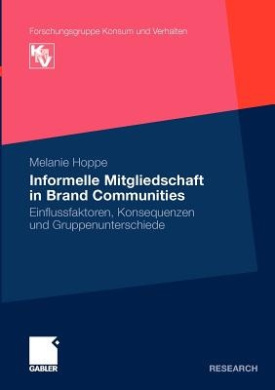 Forschungsgruppe Konsum und Verhalten
K
V
Melanie Hoppe
Informelle Mitgliedschaft
in Brand Communities
Einflussfaktoren, Konsequenzen
und Gruppenunterschiede
GABLER
RESEARCH